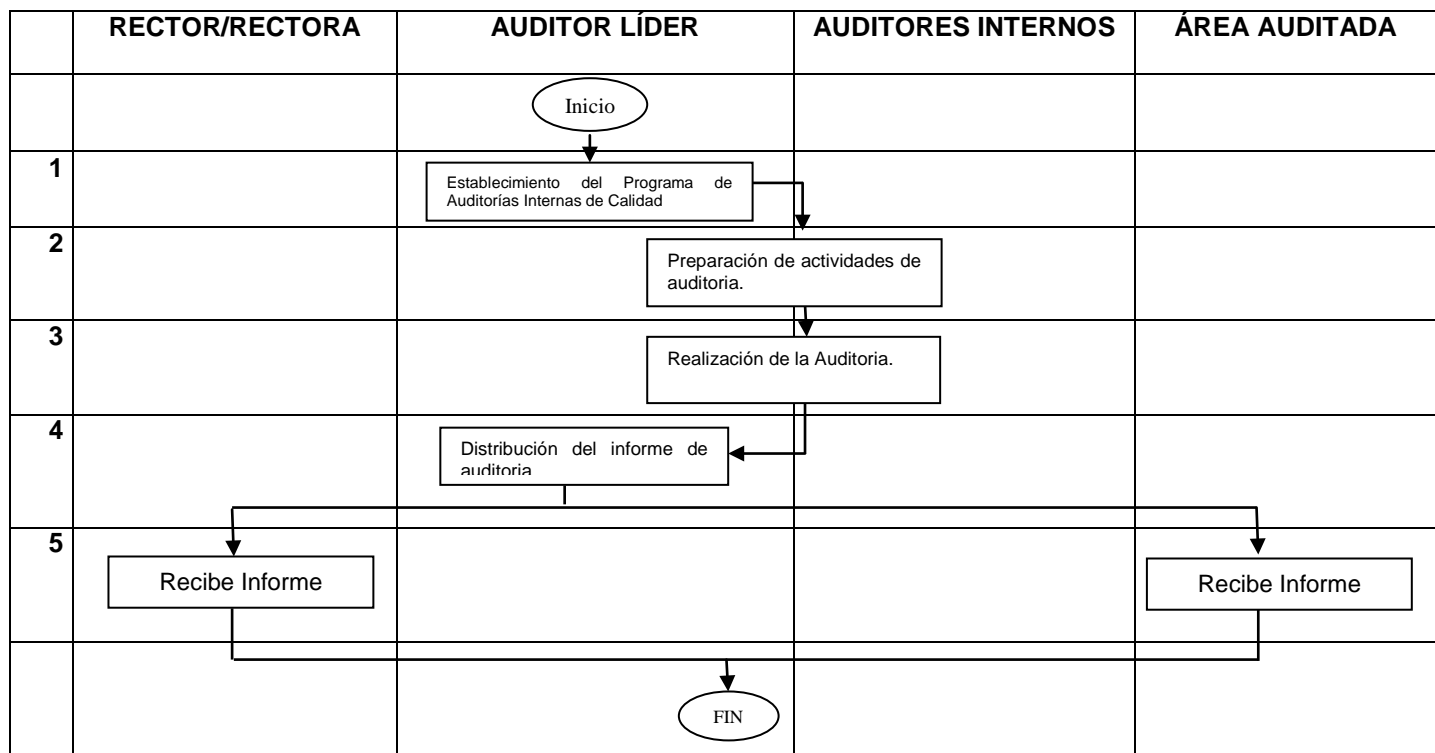 RECTOR/RECTORA AUDITOR LÍDER AUDITORES INTERNOS ÁREA AUDITADA
Inicio
1
Establecimiento del Programa de
Auditorías Internas de Calidad
2
Preparación de actividades de
auditoria.
3
Realización de la Auditoria.
4
Distribución del informe de
auditoria
5
Recibe Informe
Recibe Informe
FIN